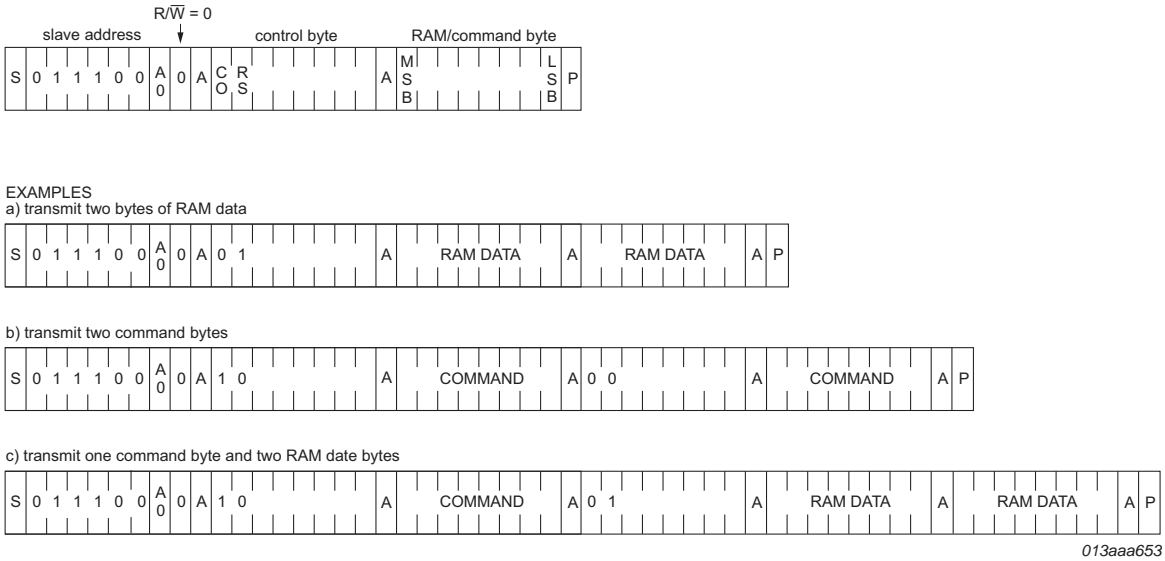 R/W̅ = 0
slave address control byte RAM/command byte
S 0 1 1 1 0 0 A0 0 A CO RS A MSB LSB P
EXAMPLES
a) transmit two bytes of RAM data
S 0 1 1 1 0 0 A0 0 A 0 1 A RAM DATA A RAM DATA A P
b) transmit two command bytes
S 0 1 1 1 0 0 A0 0 A 1 0 A COMMAND A 0 0 A COMMAND A P
c) transmit one command byte and two RAM date bytes
S 0 1 1 1 0 0 A0 0 A 1 0 A COMMAND A 0 1 A RAM DATA A RAM DATA A P
013aaa653